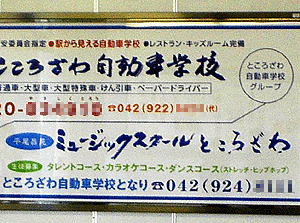 安委員会指定 ●駅から見える自動車学校 ●レストラン・キッズルーム完備
ところざわ自動車学校
普通車・大型車・大型特殊車・けん引車・ペーパードライバー
☎042(922) (代)
ところざわ
自動車学校
グループ
平尾昌晃 ミュージックスクールところざわ
生徒募集 タレントコース・カラオケコース・ダンスコース(ストレッチ・ヒップホップ)
ところざわ自動車学校となり ☎042(924)